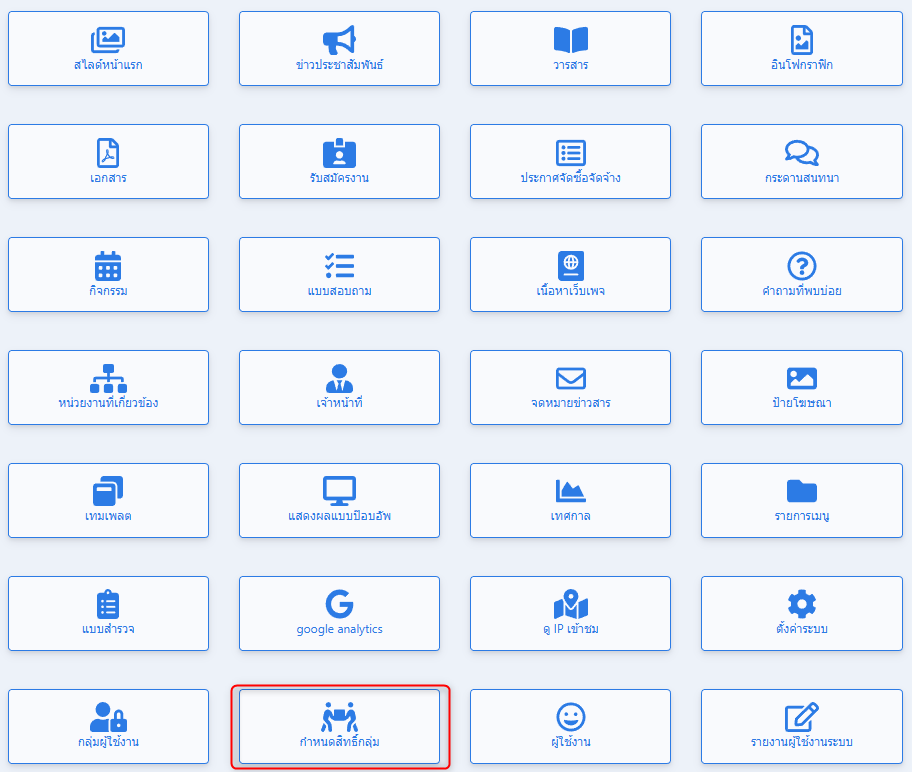 สไลด์หน้าแรก
ข่าวประชาสัมพันธ์
วารสาร
อินโฟกราฟิก
เอกสาร
รับสมัครงาน
ประกาศจัดซื้อจัดจ้าง
กระดานสนทนา
กิจกรรม
แบบสอบถาม
เนื้อหาเว็บเพจ
คำถามที่พบบ่อย
หน่วยงานที่เกี่ยวข้อง
เจ้าหน้าที่
จดหมายข่าวสาร
ป้ายโฆษณา
เทมเพลต
แสดงผลแบบป๊อบอัพ
เทศกาล
รายการเมนู
แบบสำรวจ
google analytics
ดู IP เข้าชม
ตั้งค่าระบบ
กลุ่มผู้ใช้งาน
กำหนดสิทธิ์กลุ่ม
ผู้ใช้งาน
รายงานผู้ใช้งานระบบ